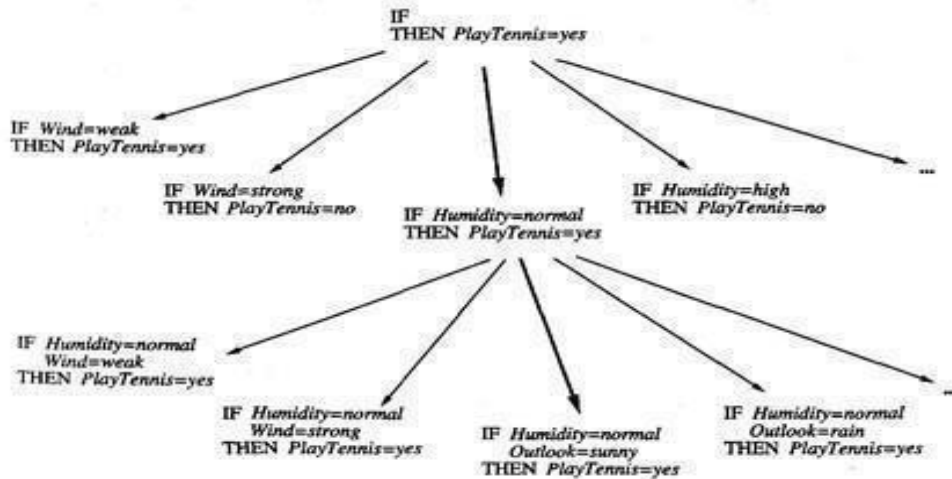 IF
THEN PlayTennis=yes
IF Wind=weak
THEN PlayTennis=yes
IF Wind=strong
THEN PlayTennis=no
IF Humidity=normal
THEN PlayTennis=yes
IF Humidity=high
THEN PlayTennis=no
...
IF Humidity=normal
Wind=weak
THEN PlayTennis=yes
IF Humidity=normal
Wind=strong
THEN PlayTennis=yes
IF Humidity=normal
Outlook=sunny
THEN PlayTennis=yes
IF Humidity=normal
Outlook=rain
THEN PlayTennis=yes
...